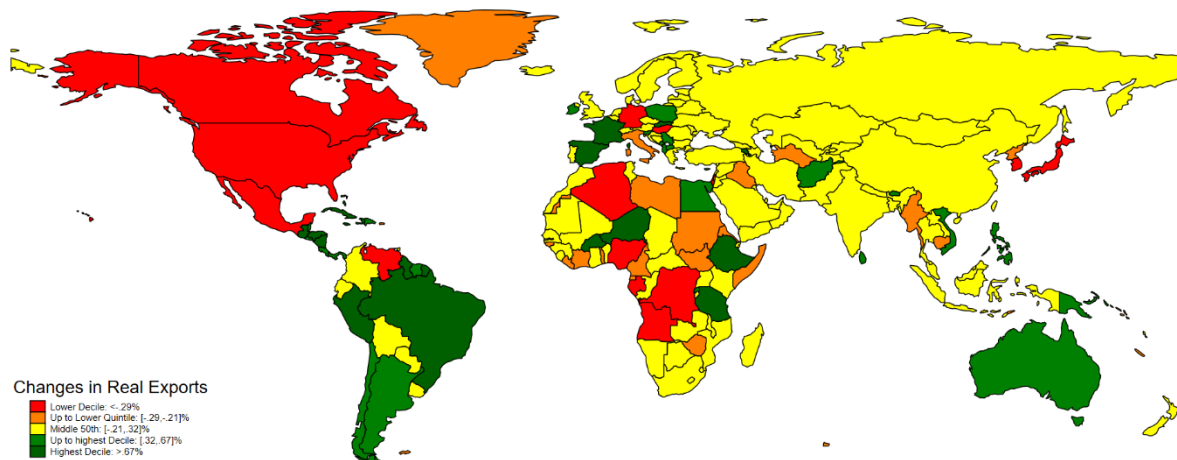 Changes in Real Exports
Lower Decile: <-.29%
Up to Lower Quintile: [-.29,-.21]%
Middle 50th: [-.21,.32]%
Up to highest Decile: [.32,.67]%
Highest Decile: >.67%